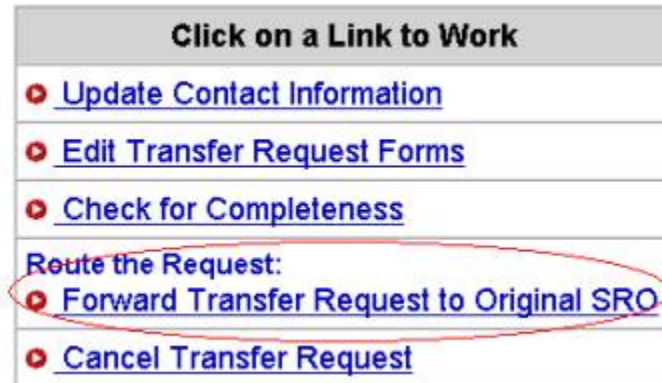 Click on a Link to Work
Update Contact Information
Edit Transfer Request Forms
Check for Completeness
Route the Request:
Forward Transfer Request to Original SRO
Cancel Transfer Request